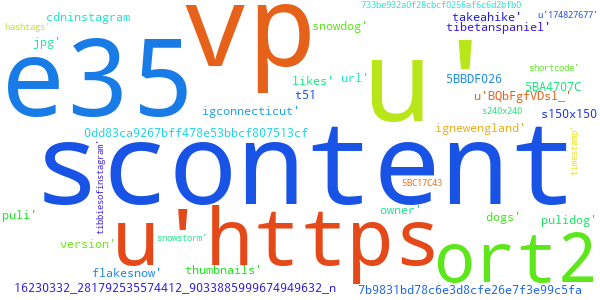 733be932a0f28cbcf0256af6c6d2bfb0
cdninstagram
vp
takeahike'
u'174827677'
hashtags'
snowdog'
tibetanspaniel'
jpg'
e35
u'
shortcode'
likes'
url'
5BBDF026
5BA4707C
t51
u'BQbFgfVDsl_'
igconnecticut'
s240x240
s150x150
0dd83ca9267bff478e53bbcf807513cf
ignewengland'
scontent
timestamp'
tibbiesofinstagram'
5BC17C43
puli'
u'https
owner'
dogs'
pulidog'
version'
snowstorm'
ort2
flakesnow'
thumbnails'
16230332_281792535574412_9033885999674949632_n
7b9831bd78c6e3d8cfe26e7f3e99c5fa